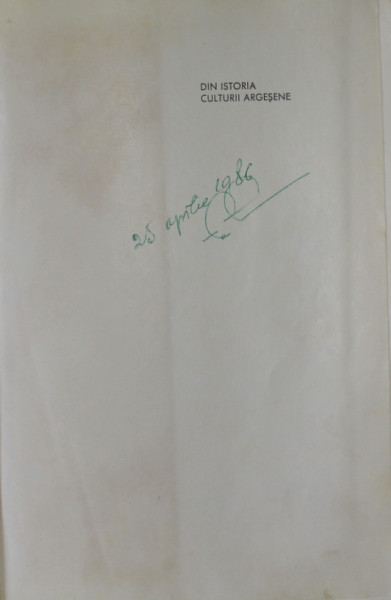 DIN ISTORIA
CULTURII ARGEȘENE
25 aprilie 1986